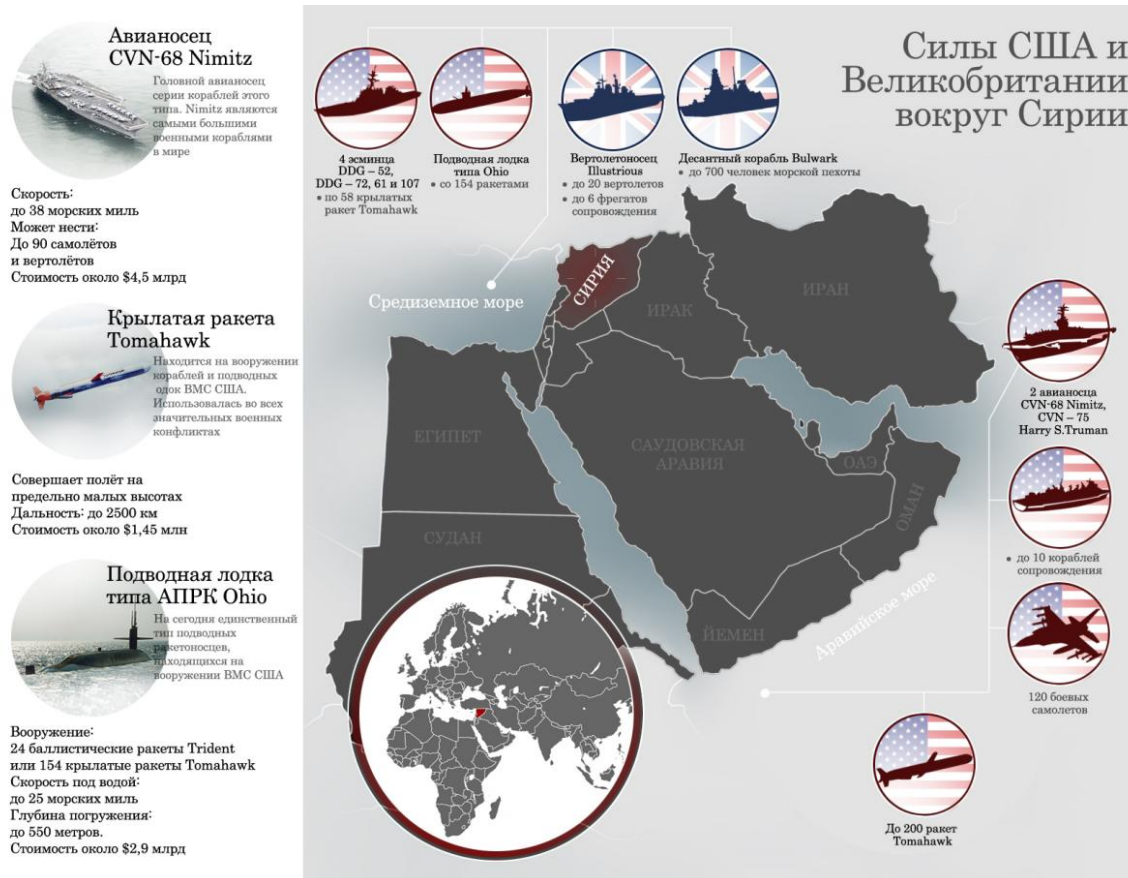 Авианосец
CVN-68 Nimitz
Головной авианосец
серии кораблей этого
типа. Nimitz являются
самыми большими
военными кораблями
в мире
Скорость:
до 38 морских миль
Может нести:
До 90 самолётов
и вертолётов
Стоимость около $4,5 млрд
Крылатая ракета
Tomahawk
Находится на вооружении
кораблей и подводных
одок ВМС США.
Использовалась во всех
значительных военных
конфликтах
Совершает полёт на
предельно малых высотах
Дальность: до 2500 км
Стоимость около $1,45 млн
Подводная лодка
типа АПРК Ohio
На сегодня единственный
тип подводных
ракетоносцев,
находящихся на
вооружении ВМС США
Вооружение:
24 баллистические ракеты Trident
или 154 крылатые ракеты Tomahawk
Скорость под водой:
до 25 морских миль
Глубина погружения:
до 550 метров.
Стоимость около $2,9 млрд
Силы США и
Великобритании
вокруг Сирии
4 эсминца
DDG – 52,
DDG – 72, 61 и 107
• по 58 крылатых
ракет Tomahawk
Подводная лодка
типа Ohio
• со 154 ракетами
Вертолетоносец
Illustrious
• до 20 вертолетов
• до 6 фрегатов
сопровождения
Десантный корабль Bulwark
• до 700 человек морской пехоты
Средиземное море
СИРИЯ
ИРАК
ИРАН
ЕГИПЕТ
САУДОВСКАЯ
АРАВИЯ
ОАЭ
ОМАН
СУДАН
ЙЕМЕН
Аравийское море
2 авианосца
CVN-68 Nimitz,
CVN – 75
Harry S.Truman
• до 10 кораблей
сопровождения
120 боевых
самолетов
До 200 ракет
Tomahawk